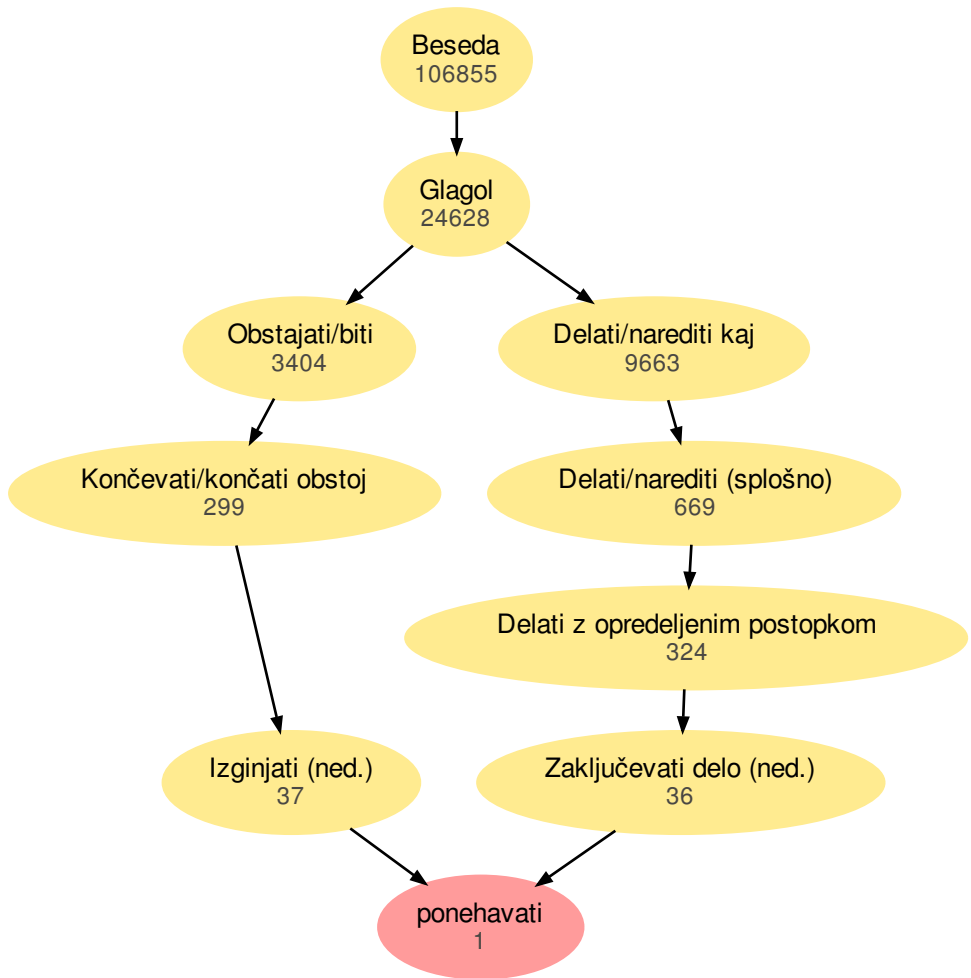 Beseda
106855
Glagol
24628
Obstajati/biti
3404
Delati/narediti kaj
9663
Končevati/končati obstoj
299
Delati/narediti (splošno)
669
Delati z opredeljenim postopkom
324
Izginjati (ned.)
37
Zaključevati delo (ned.)
36
ponehavati
1